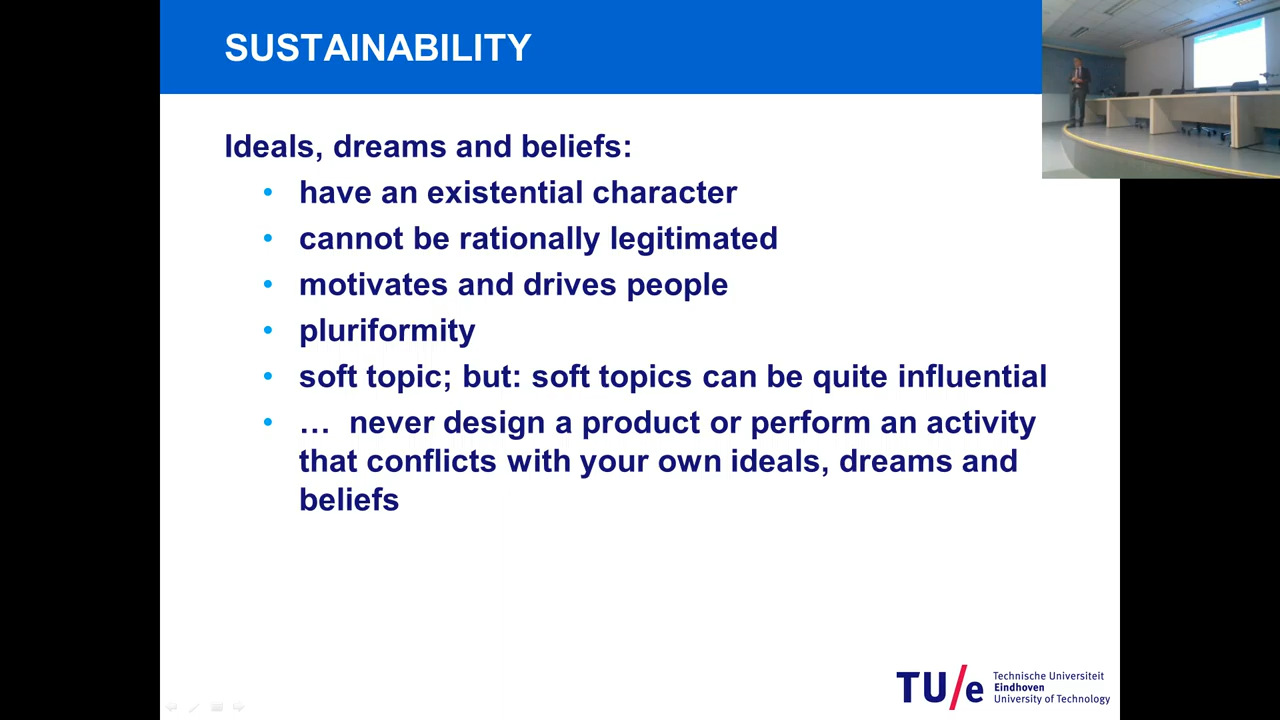 SUSTAINABILITY
Ideals, dreams and beliefs:
• have an existential character
• cannot be rationally legitimated
• motivates and drives people
• pluriformity
• soft topic; but: soft topics can be quite influential
• … never design a product or perform an activity
that conflicts with your own ideals, dreams and
beliefs
TU/e
Technische Universiteit
Eindhoven
University of Technology